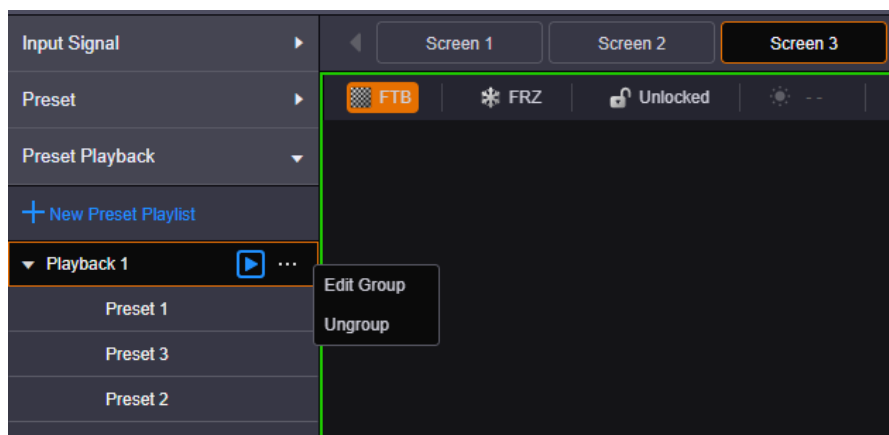 Input Signal
Screen 1 Screen 2 Screen 3
Preset
FTB FRZ Unlocked --
Preset Playback
New Preset Playlist
Playback 1 ...
Edit Group
Preset 1
Ungroup
Preset 3
Preset 2